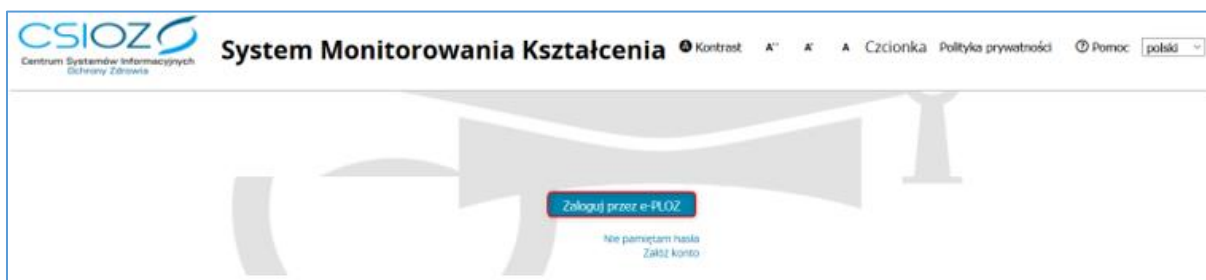 CSIOZ
Centrum Systemów Informacyjnych
Ochrony Zdrowia
System Monitorowania Kształcenia
Kontrast A++ A+ A Czcionka Polityka prywatności Pomoc polski
Zaloguj przez e-PLOZ
Nie pamiętam hasła
Załóż konto